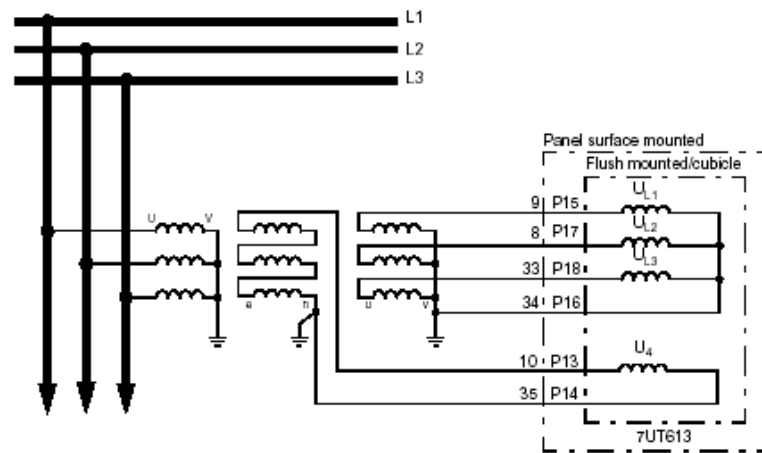 L1
L2
L3
Panel surface mounted
Flush mounted/cubicle
U V
9 P15 UL1
8 P17 UL2
33 P18 UL3
34 P16
e n u v
10 P13 U4
35 P14
7UT613